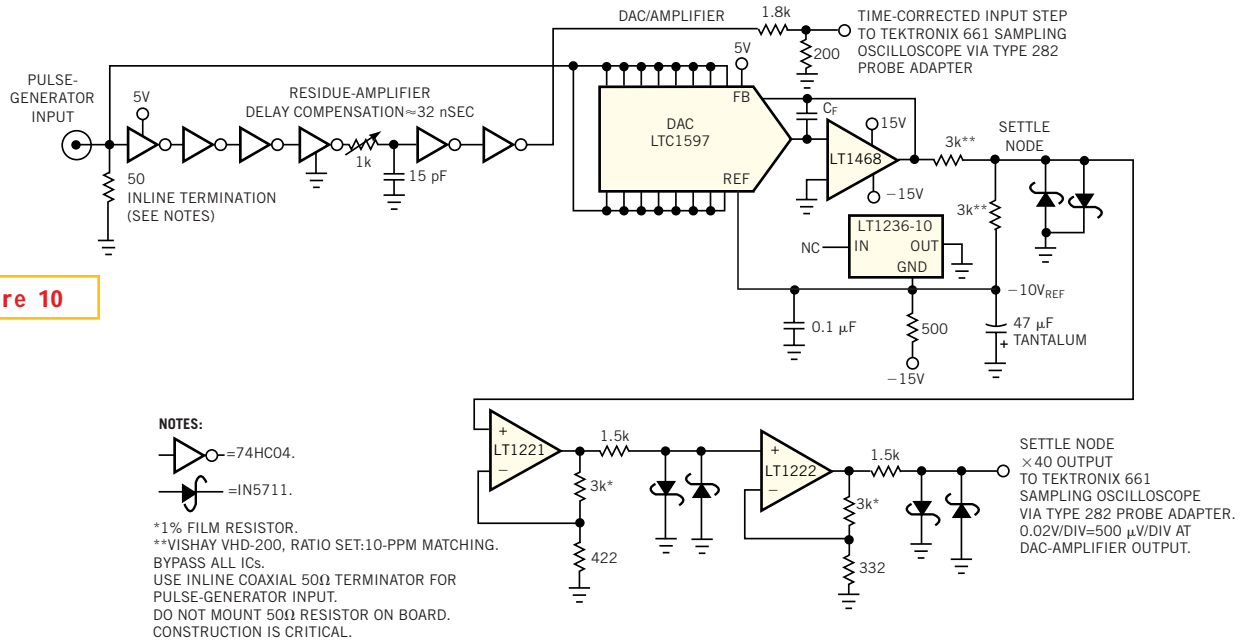 DAC/AMPLIFIER
1.8k
TIME-CORRECTED INPUT STEP
TO TEKTRONIX 661 SAMPLING
OSCILLOSCOPE VIA TYPE 282
PROBE ADAPTER
200
5V
PULSE-
GENERATOR
INPUT
5V
RESIDUE-AMPLIFIER
DELAY COMPENSATION≈32 nSEC
1k
15 pF
50
INLINE TERMINATION
(SEE NOTES)
FB
DAC
LTC1597
REF
CF
15V
LT1468
−15V
3k**
SETTLE
NODE
3k**
LT1236-10
NC
IN
OUT
GND
−10VREF
0.1 μF
500
−15V
47 μF
+
TANTALUM
re 10
NOTES:
=74HC04.
=IN5711.
*1% FILM RESISTOR.
**VISHAY VHD-200, RATIO SET:10-PPM MATCHING.
BYPASS ALL ICs.
USE INLINE COAXIAL 50Ω TERMINATOR FOR
PULSE-GENERATOR INPUT.
DO NOT MOUNT 50Ω RESISTOR ON BOARD.
CONSTRUCTION IS CRITICAL.
+
LT1221
−
1.5k
3k*
422
+
LT1222
−
1.5k
3k*
332
SETTLE NODE
×40 OUTPUT
TO TEKTRONIX 661
SAMPLING OSCILLOSCOPE
VIA TYPE 282 PROBE ADAPTER.
0.02V/DIV=500 μV/DIV AT
DAC-AMPLIFIER OUTPUT.